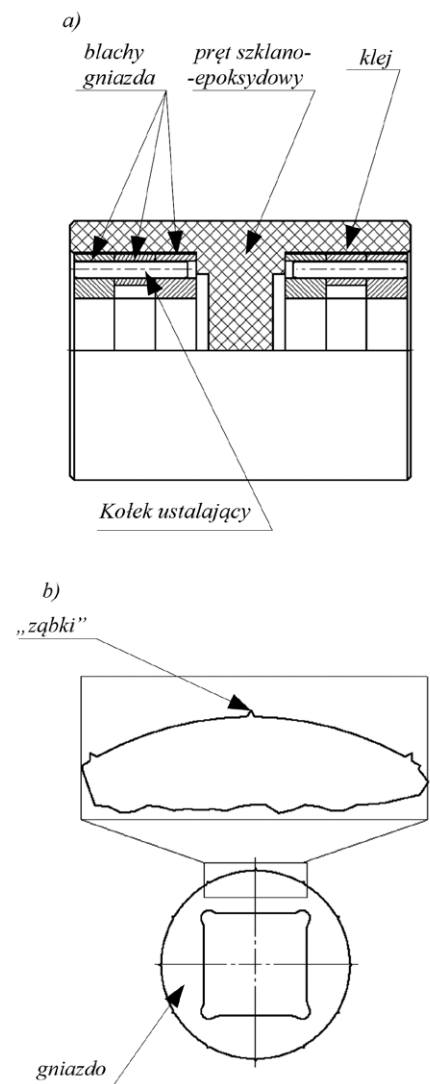 a)
blachy
gniazda
pręt szklano-
-epoksydowy
klej
Kołek ustalający
b)
„ząbki”
gniazdo